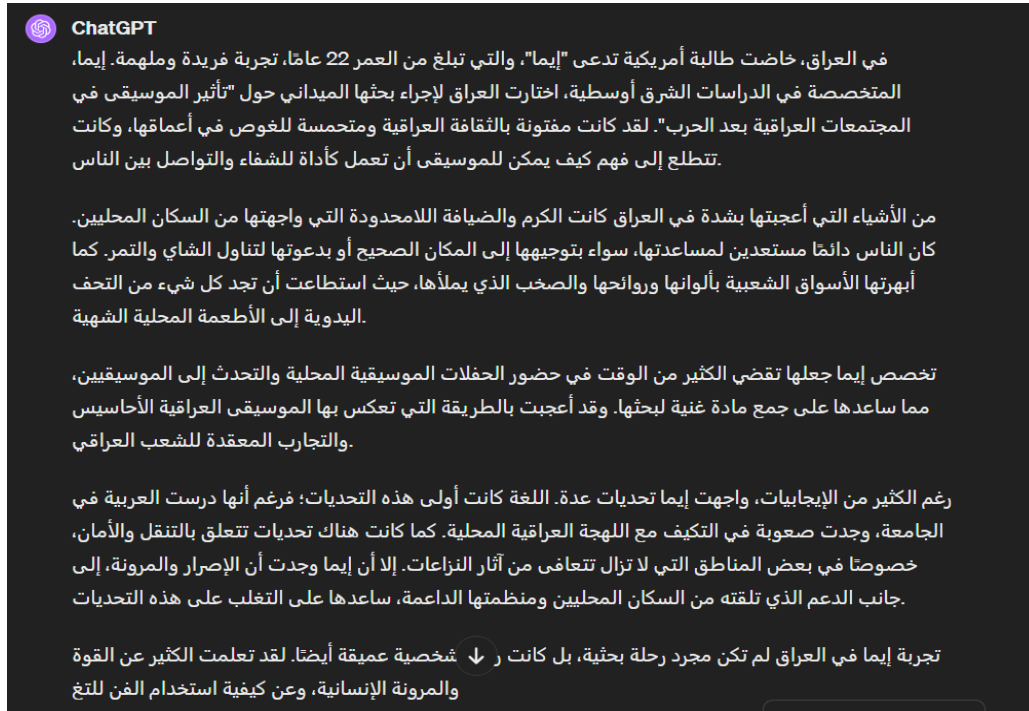 ChatGPT
في العراق، خاضت طالبة أمريكية تدعى "إيما"، والتي تبلغ من العمر 22 عامًا، تجربة فريدة وملهمة. إيما،
المتخصصة في الدراسات الشرق أوسطية، اختارت العراق لإجراء بحثها الميداني حول "تأثير الموسيقى في
المجتمعات العراقية بعد الحرب". لقد كانت مفتونة بالثقافة العراقية ومتحمسة للغوص في أعماقها، وكانت
تتطلع إلى فهم كيف يمكن للموسيقى أن تعمل كأداة للشفاء والتواصل بين الناس.
من الأشياء التي أعجبتها بشدة في العراق كانت الكرم والضيافة اللامحدودة التي واجهتها من السكان المحليين.
كان الناس دائمًا مستعدين لمساعدتها، سواء بتوجيهها إلى المكان الصحيح أو بدعوتها لتناول الشاي والتمر. كما
أبهرتها الأسواق الشعبية بألوانها وروائحها والصخب الذي يملأها، حيث استطاعت أن تجد كل شيء من التحف
اليدوية إلى الأطعمة المحلية الشهية.
تخصص إيما جعلها تقضي الكثير من الوقت في حضور الحفلات الموسيقية المحلية والتحدث إلى الموسيقيين،
مما ساعدها على جمع مادة غنية لبحثها. وقد أعجبت بالطريقة التي تعكس بها الموسيقى العراقية الأحاسيس
والتجارب المعقدة للشعب العراقي.
رغم الكثير من الإيجابيات، واجهت إيما تحديات عدة. اللغة كانت أولى هذه التحديات؛ فرغم أنها درست العربية في
الجامعة، وجدت صعوبة في التكيف مع اللهجة العراقية المحلية. كما كانت هناك تحديات تتعلق بالتنقل والأمان،
خصوصًا في بعض المناطق التي لا تزال تتعافى من آثار النزاعات. إلا أن إيما وجدت أن الإصرار والمرونة، إلى
جانب الدعم الذي تلقته من السكان المحليين ومنظمتها الداعمة، ساعدها على التغلب على هذه التحديات.
تجربة إيما في العراق لم تكن مجرد رحلة بحثية، بل كانت ر شخصية عميقة أيضًا. لقد تعلمت الكثير عن القوة
والمرونة الإنسانية، وعن كيفية استخدام الفن للتغ